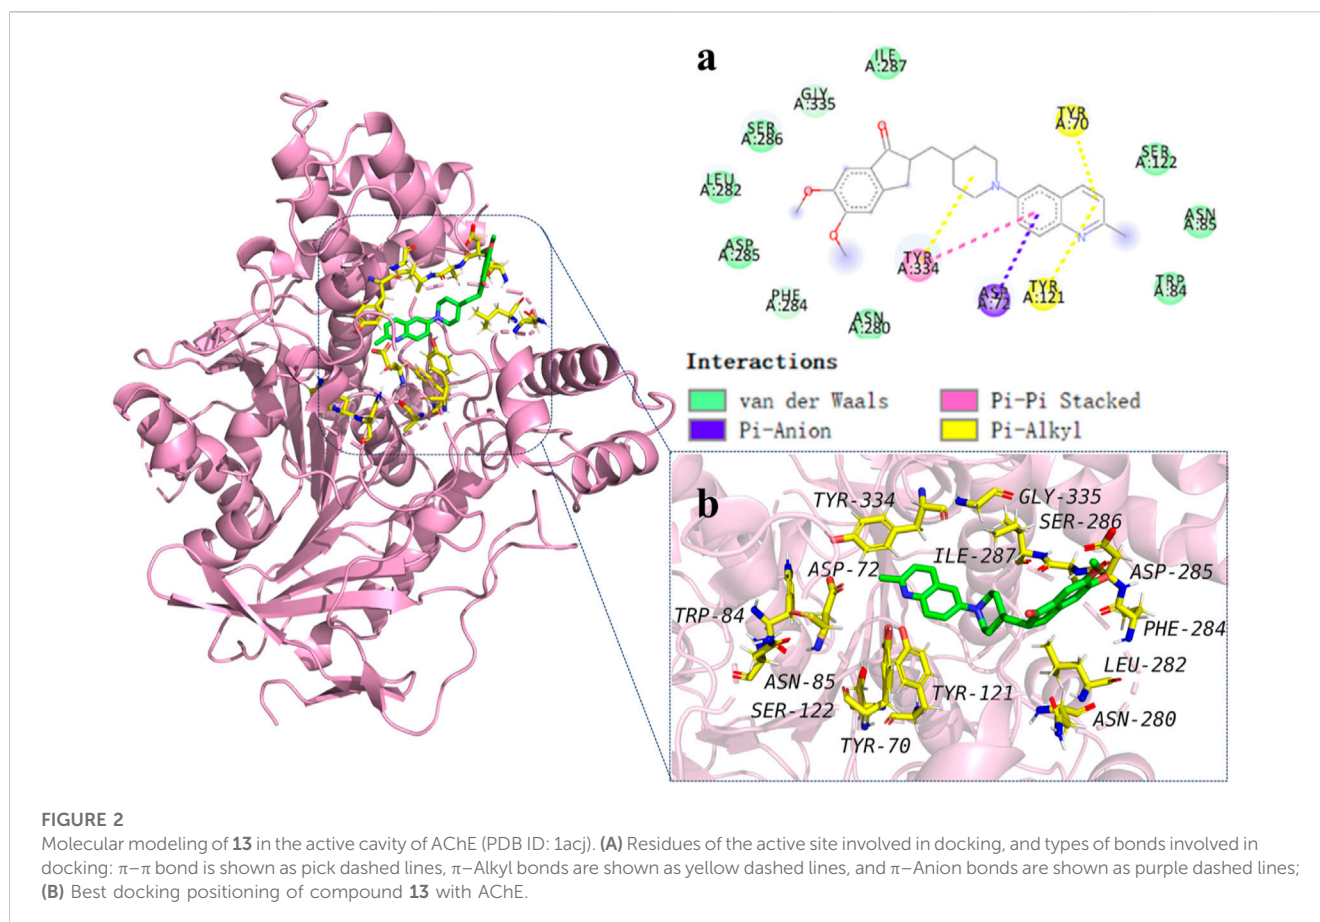 a
ILE
A:287
GLY
A:335
SER
A:286
TYR
A:70
SER
A:122
LEU
A:282
ASN
A:85
ASP
A:285
TYR
A:334
TRP
A:84
PHE
A:284
ASP
A:72
TYR
A:121
ASN
A:280
O
O
O
N
N
Interactions
van der Waals
Pi-Anion
Pi-Pi Stacked
Pi-Alkyl
b
TYR-334
GLY-335
SER-286
ILE-287
ASP-72
ASP-285
TRP-84
PHE-284
LEU-282
ASN-85
TYR-121
SER-122
ASN-280
TYR-70
FIGURE 2
Molecular modeling of 13 in the active cavity of AChE (PDB ID: 1acj). (A) Residues of the active site involved in docking, and types of bonds involved in
docking: π–π bond is shown as pick dashed lines, π–Alkyl bonds are shown as yellow dashed lines, and π–Anion bonds are shown as purple dashed lines;
(B) Best docking positioning of compound 13 with AChE.